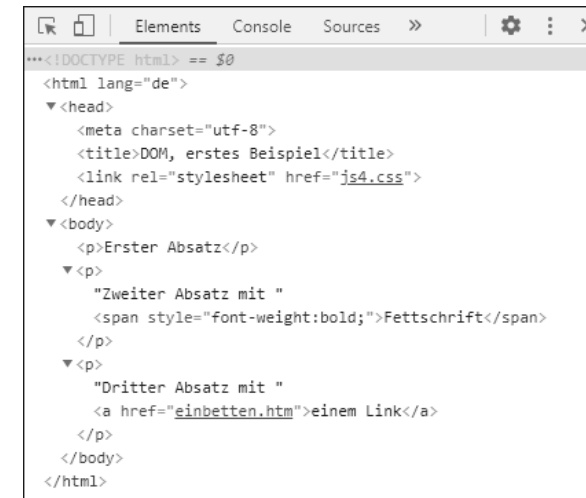 Elements Console Sources »
···<!DOCTYPE html> == $0
<html lang="de">
▼<head>
<meta charset="utf-8">
<title>DOM, erstes Beispiel</title>
<link rel="stylesheet" href="js4.css">
</head>
▼<body>
<p>Erster Absatz</p>
▼<p>
"Zweiter Absatz mit "
<span style="font-weight:bold;">Fettschrift</span>
</p>
▼<p>
"Dritter Absatz mit "
<a href="einbetten.htm">einem Link</a>
</p>
</body>
</html>